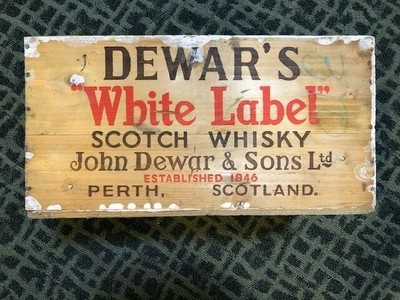 DEWAR'S
"White Label"
SCOTCH WHISKY
John Dewar & Sons Ltd
ESTABLISHED 1846
PERTH, SCOTLAND.